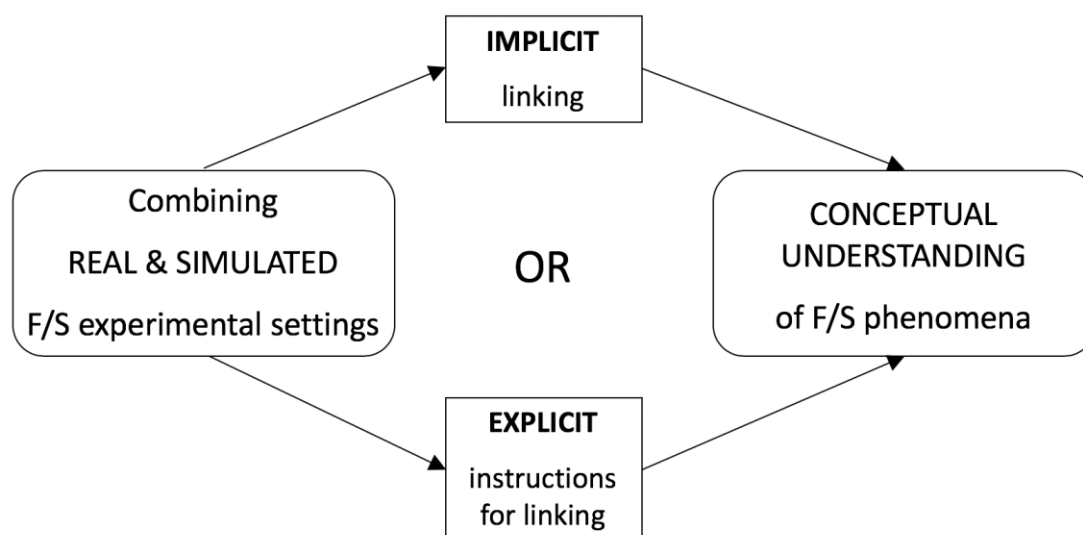 IMPLICIT
linking
Combining
REAL & SIMULATED
F/S experimental settings
OR
CONCEPTUAL
UNDERSTANDING
of F/S phenomena
EXPLICIT
instructions
for linking